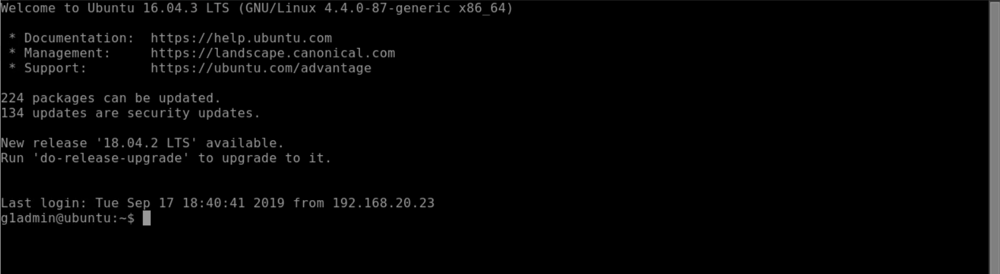 Welcome to Ubuntu 16.04.3 LTS (GNU/Linux 4.4.0-87-generic x86_64)
* Documentation:  https://help.ubuntu.com
* Management:     https://landscape.canonical.com
* Support:        https://ubuntu.com/advantage
224 packages can be updated.
134 updates are security updates.
New release '18.04.2 LTS' available.
Run 'do-release-upgrade' to upgrade to it.
Last login: Tue Sep 17 18:40:41 2019 from 192.168.20.23
g1admin@ubuntu:~$